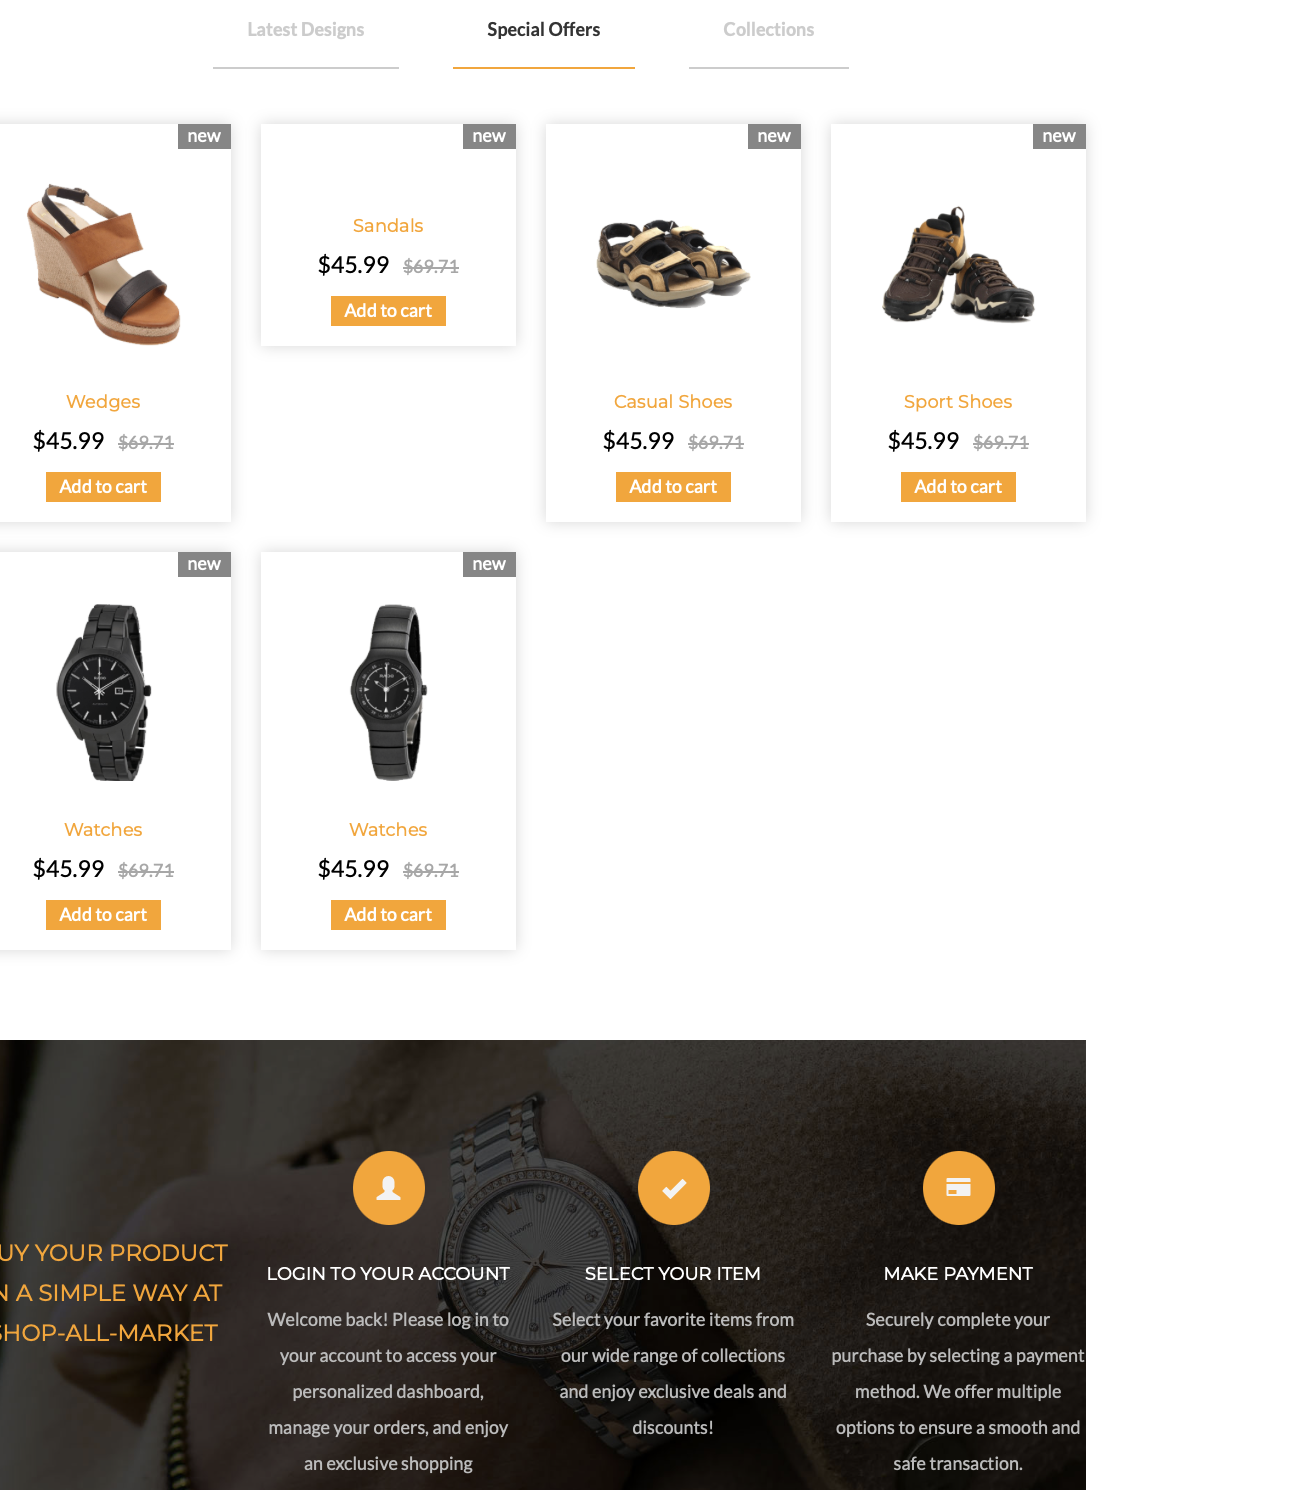 Latest Designs
Special Offers
Collections
new
new
new
new
Wedges
$45.99 $69.71
Add to cart
Sandals
$45.99 $69.71
Add to cart
Casual Shoes
$45.99 $69.71
Add to cart
Sport Shoes
$45.99 $69.71
Add to cart
new
new
Watches
$45.99 $69.71
Add to cart
Watches
$45.99 $69.71
Add to cart
UY YOUR PRODUCT
N A SIMPLE WAY AT
SHOP-ALL-MARKET
LOGIN TO YOUR ACCOUNT
Welcome back! Please log in to
your account to access your
personalized dashboard,
manage your orders, and enjoy
an exclusive shopping
SELECT YOUR ITEM
Select your favorite items from
our wide range of collections
and enjoy exclusive deals and
discounts!
MAKE PAYMENT
Securely complete your
purchase by selecting a payment
method. We offer multiple
options to ensure a smooth and
safe transaction.